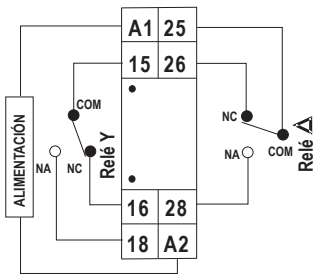 A1 25
15 26
COM
NC
Relé Y
ALIMENTACIÓN
NA
NC
NA
COM
Relé Δ
16 28
18 A2